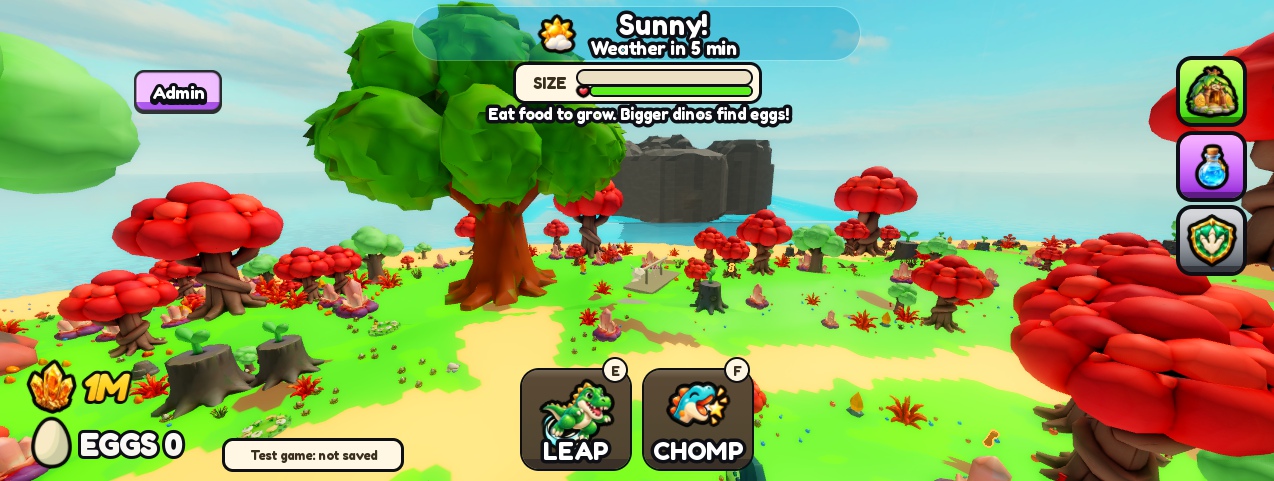 Sunny!
Weather in 5 min
Admin
SIZE
Eat food to grow. Bigger dinos find eggs!
1M
EGGS 0
Test game: not saved
E
LEAP
F
CHOMP